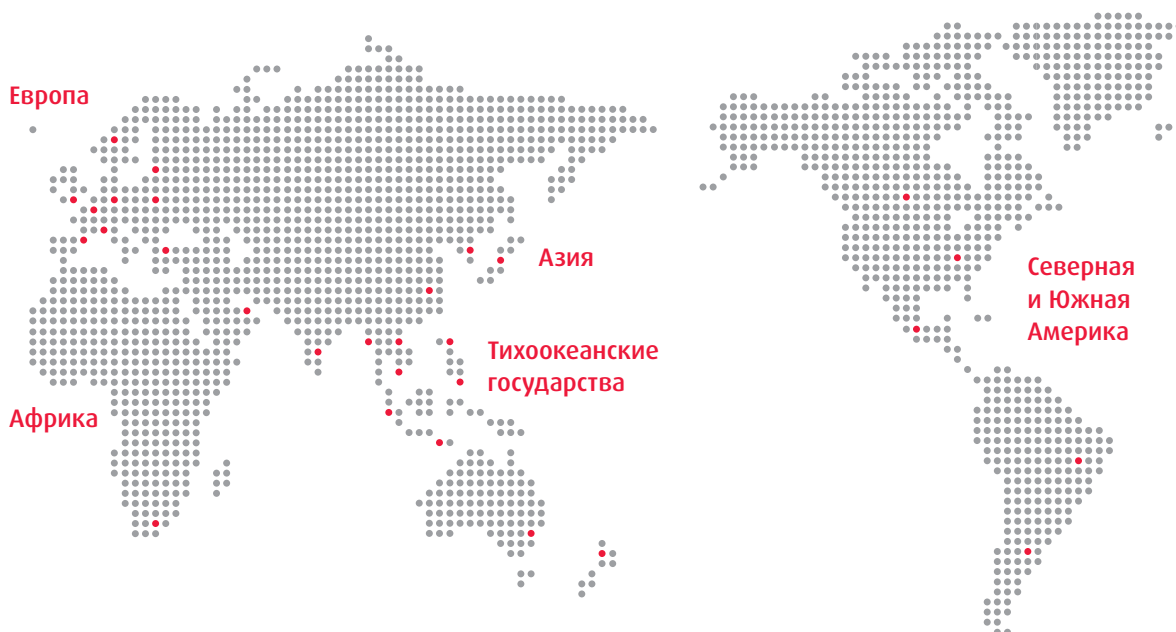 Европа
Азия
Северная
и Южная
Америка
Тихоокеанские
государства
Африка